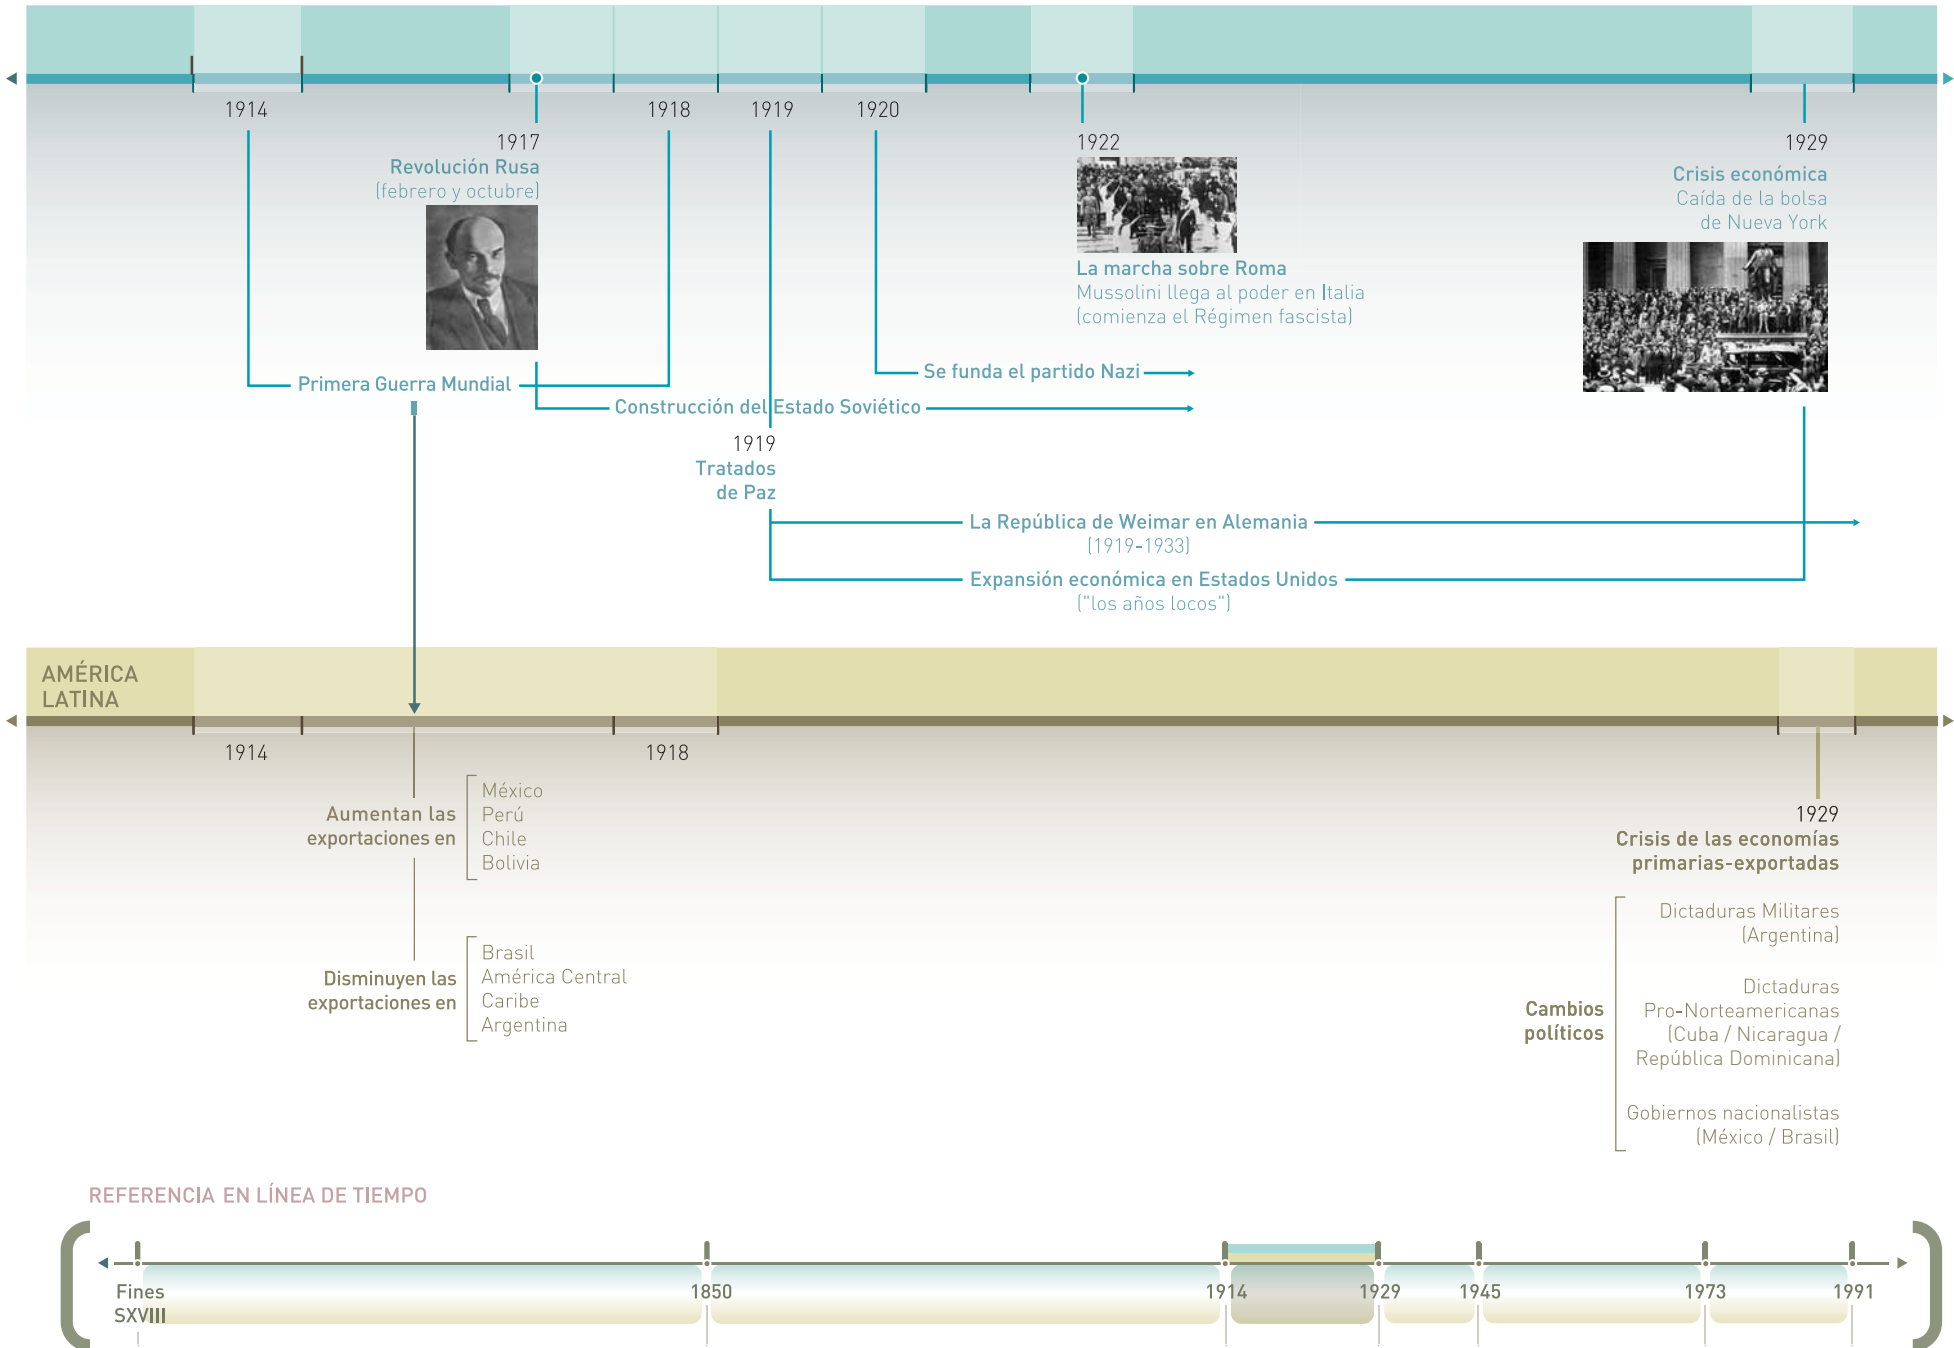 1914
1918
1919
1920
1917
Revolución Rusa
(febrero y octubre)
1922
La marcha sobre Roma
Mussolini llega al poder en Italia
(comienza el Régimen fascista)
1929
Crisis económica
Caída de la bolsa
de Nueva York
Primera Guerra Mundial
Se funda el partido Nazi
Construcción del Estado Soviético
1919
Tratados
de Paz
La República de Weimar en Alemania
(1919-1933)
Expansión económica en Estados Unidos
("los años locos")
AMÉRICA
LATINA
1914
1918
Aumentan las
exportaciones en
México
Perú
Chile
Bolivia
Disminuyen las
exportaciones en
Brasil
América Central
Caribe
Argentina
1929
Crisis de las economías
primarias-exportadas
Cambios
políticos
Dictaduras Militares
(Argentina)
Dictaduras
Pro-Norteamericanas
(Cuba / Nicaragua /
República Dominicana)
Gobiernos nacionalistas
(México / Brasil)
REFERENCIA EN LÍNEA DE TIEMPO
Fines
SXVIII
1850
1914
1929
1945
1973
1991